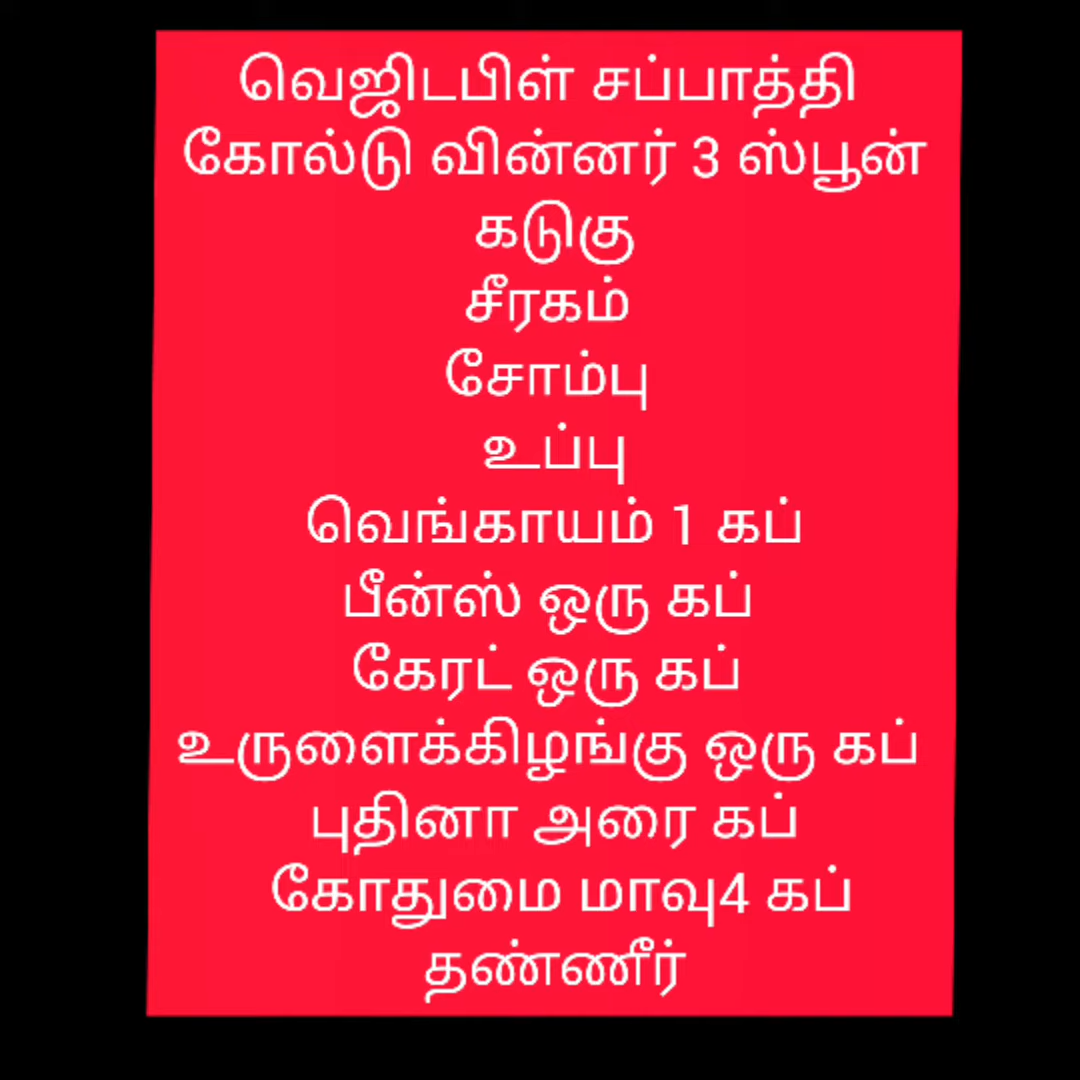 வெஜிடபிள் சப்பாத்தி
கோல்டு வின்னர் 3 ஸ்பூன்
கடுகு
சீரகம்
சோம்பு
உப்பு
வெங்காயம் 1 கப்
பீன்ஸ் ஒரு கப்
கேரட் ஒரு கப்
உருளைக்கிழங்கு ஒரு கப்
புதினா அரை கப்
கோதுமை மாவு4 கப்
தண்ணீர்